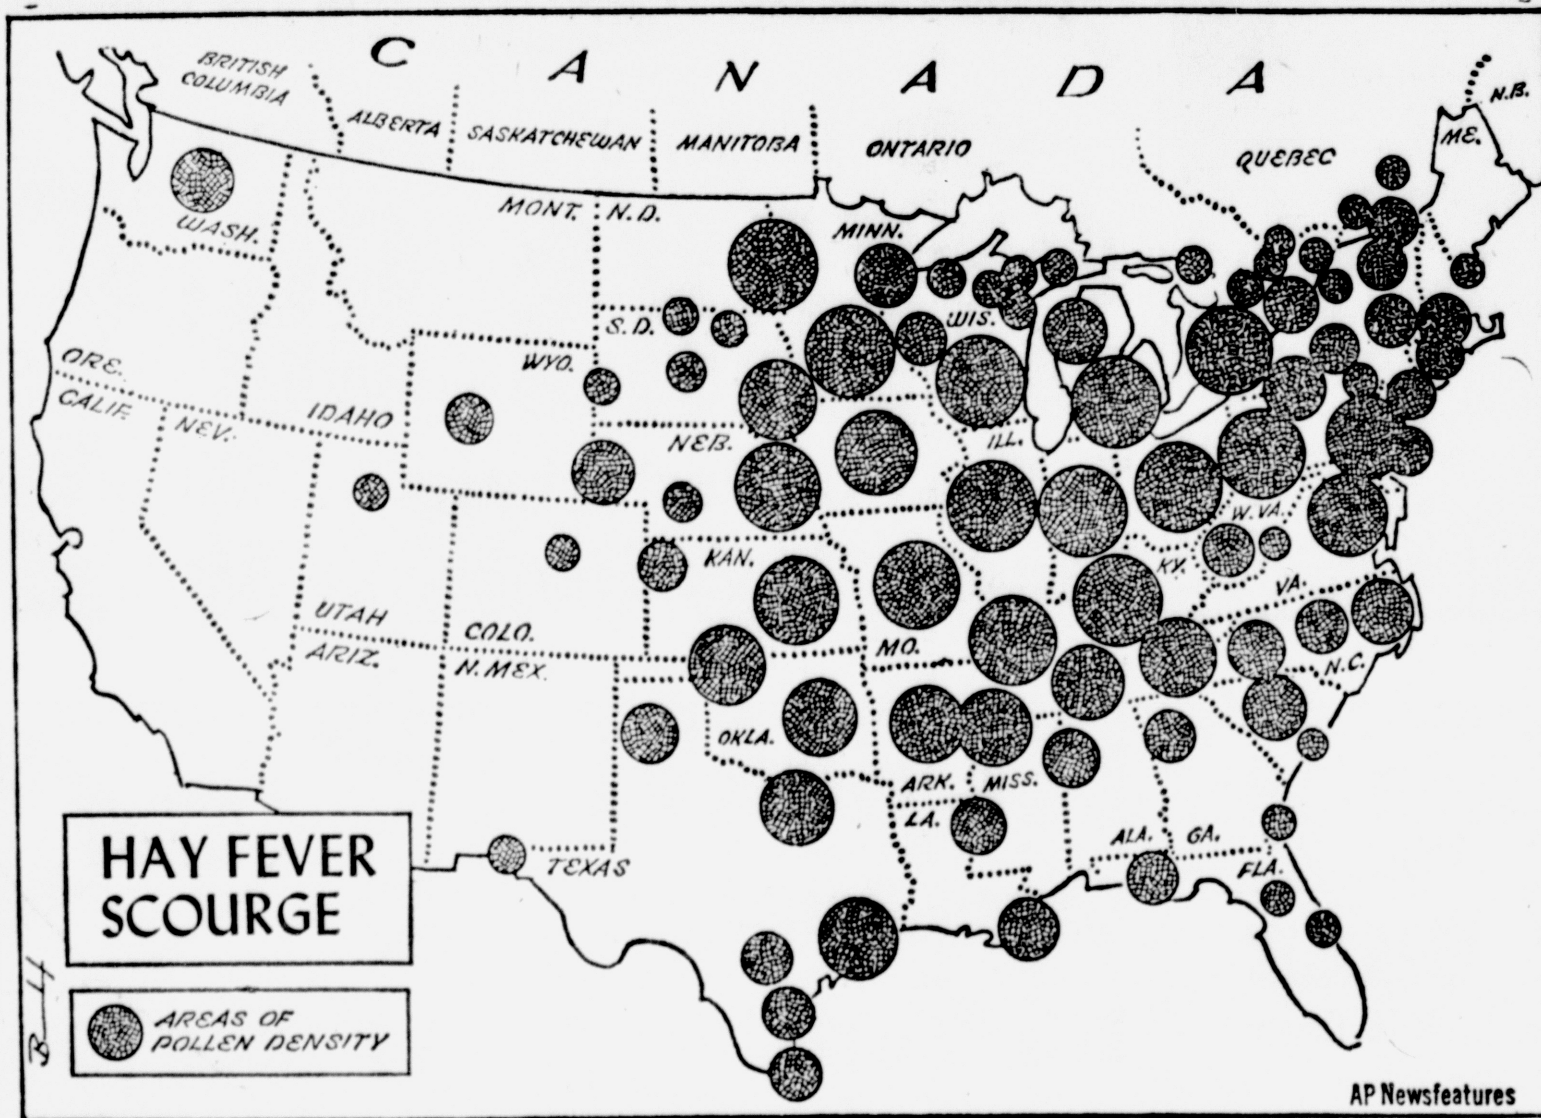 C A N A D A
BRITISH
COLUMBIA
ALBERTA
SASKATCHEWAN
MANITOBA
ONTARIO
QUEBEC
N.B.
ME.
WASH.
MONT.
N.D.
MINN.
S.D.
WIS.
WYO.
ORE.
CALIF.
NEV.
IDAHO
NEB.
ILL.
W.VA.
KAN.
KY.
VA.
UTAH
COLO.
MO.
ARIZ.
N.MEX.
N.C.
OKLA.
ARK.
MISS.
LA.
ALA.
GA.
FLA.
TEXAS
HAY FEVER
SCOURGE
AREAS OF
POLLEN DENSITY
B-4
AP Newsfeatures